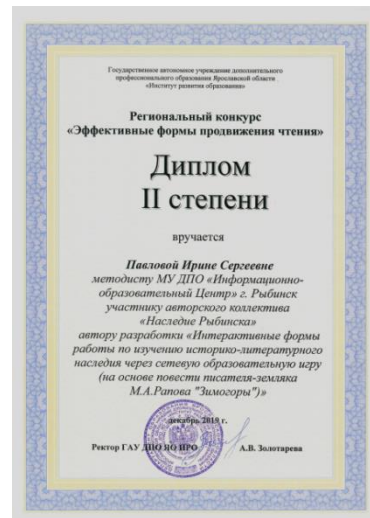 Государственное автономное учреждение дополнительного
профессионального образования Ярославской области
«Институт развития образования»
Региональный конкурс
«Эффективные формы продвижения чтения»
Диплом
II степени
вручается
Павловой Ирине Сергеевне
методисту МУ ДПО «Информационно-
образовательный Центр» г. Рыбинск
участнику авторского коллектива
«Наследие Рыбинска»
автору разработки «Интерактивные формы
работы по изучению историко-литературного
наследия через сетевую образовательную игру
(на основе повести писателя-земляка
М.А.Рапова "Зимогоры")»
декабрь 2019 г.
Ректор ГАУ ДПО ЯО ИРО А.В. Золотарева